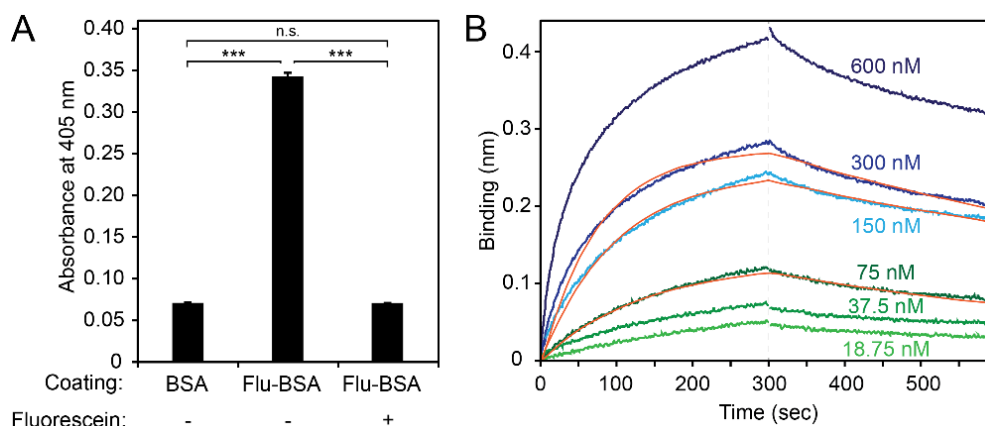 A
Absorbance at 405 nm
0.40
0.35
0.30
0.25
0.20
0.15
0.10
0.05
0
n.s.
*** ***
Coating: BSA Flu-BSA Flu-BSA
Fluorescein: - - +
B
Binding (nm)
0.4
0.3
0.2
0.1
0
600 nM
300 nM
150 nM
75 nM
37.5 nM
18.75 nM
0 100 200 300 400 500
Time (sec)